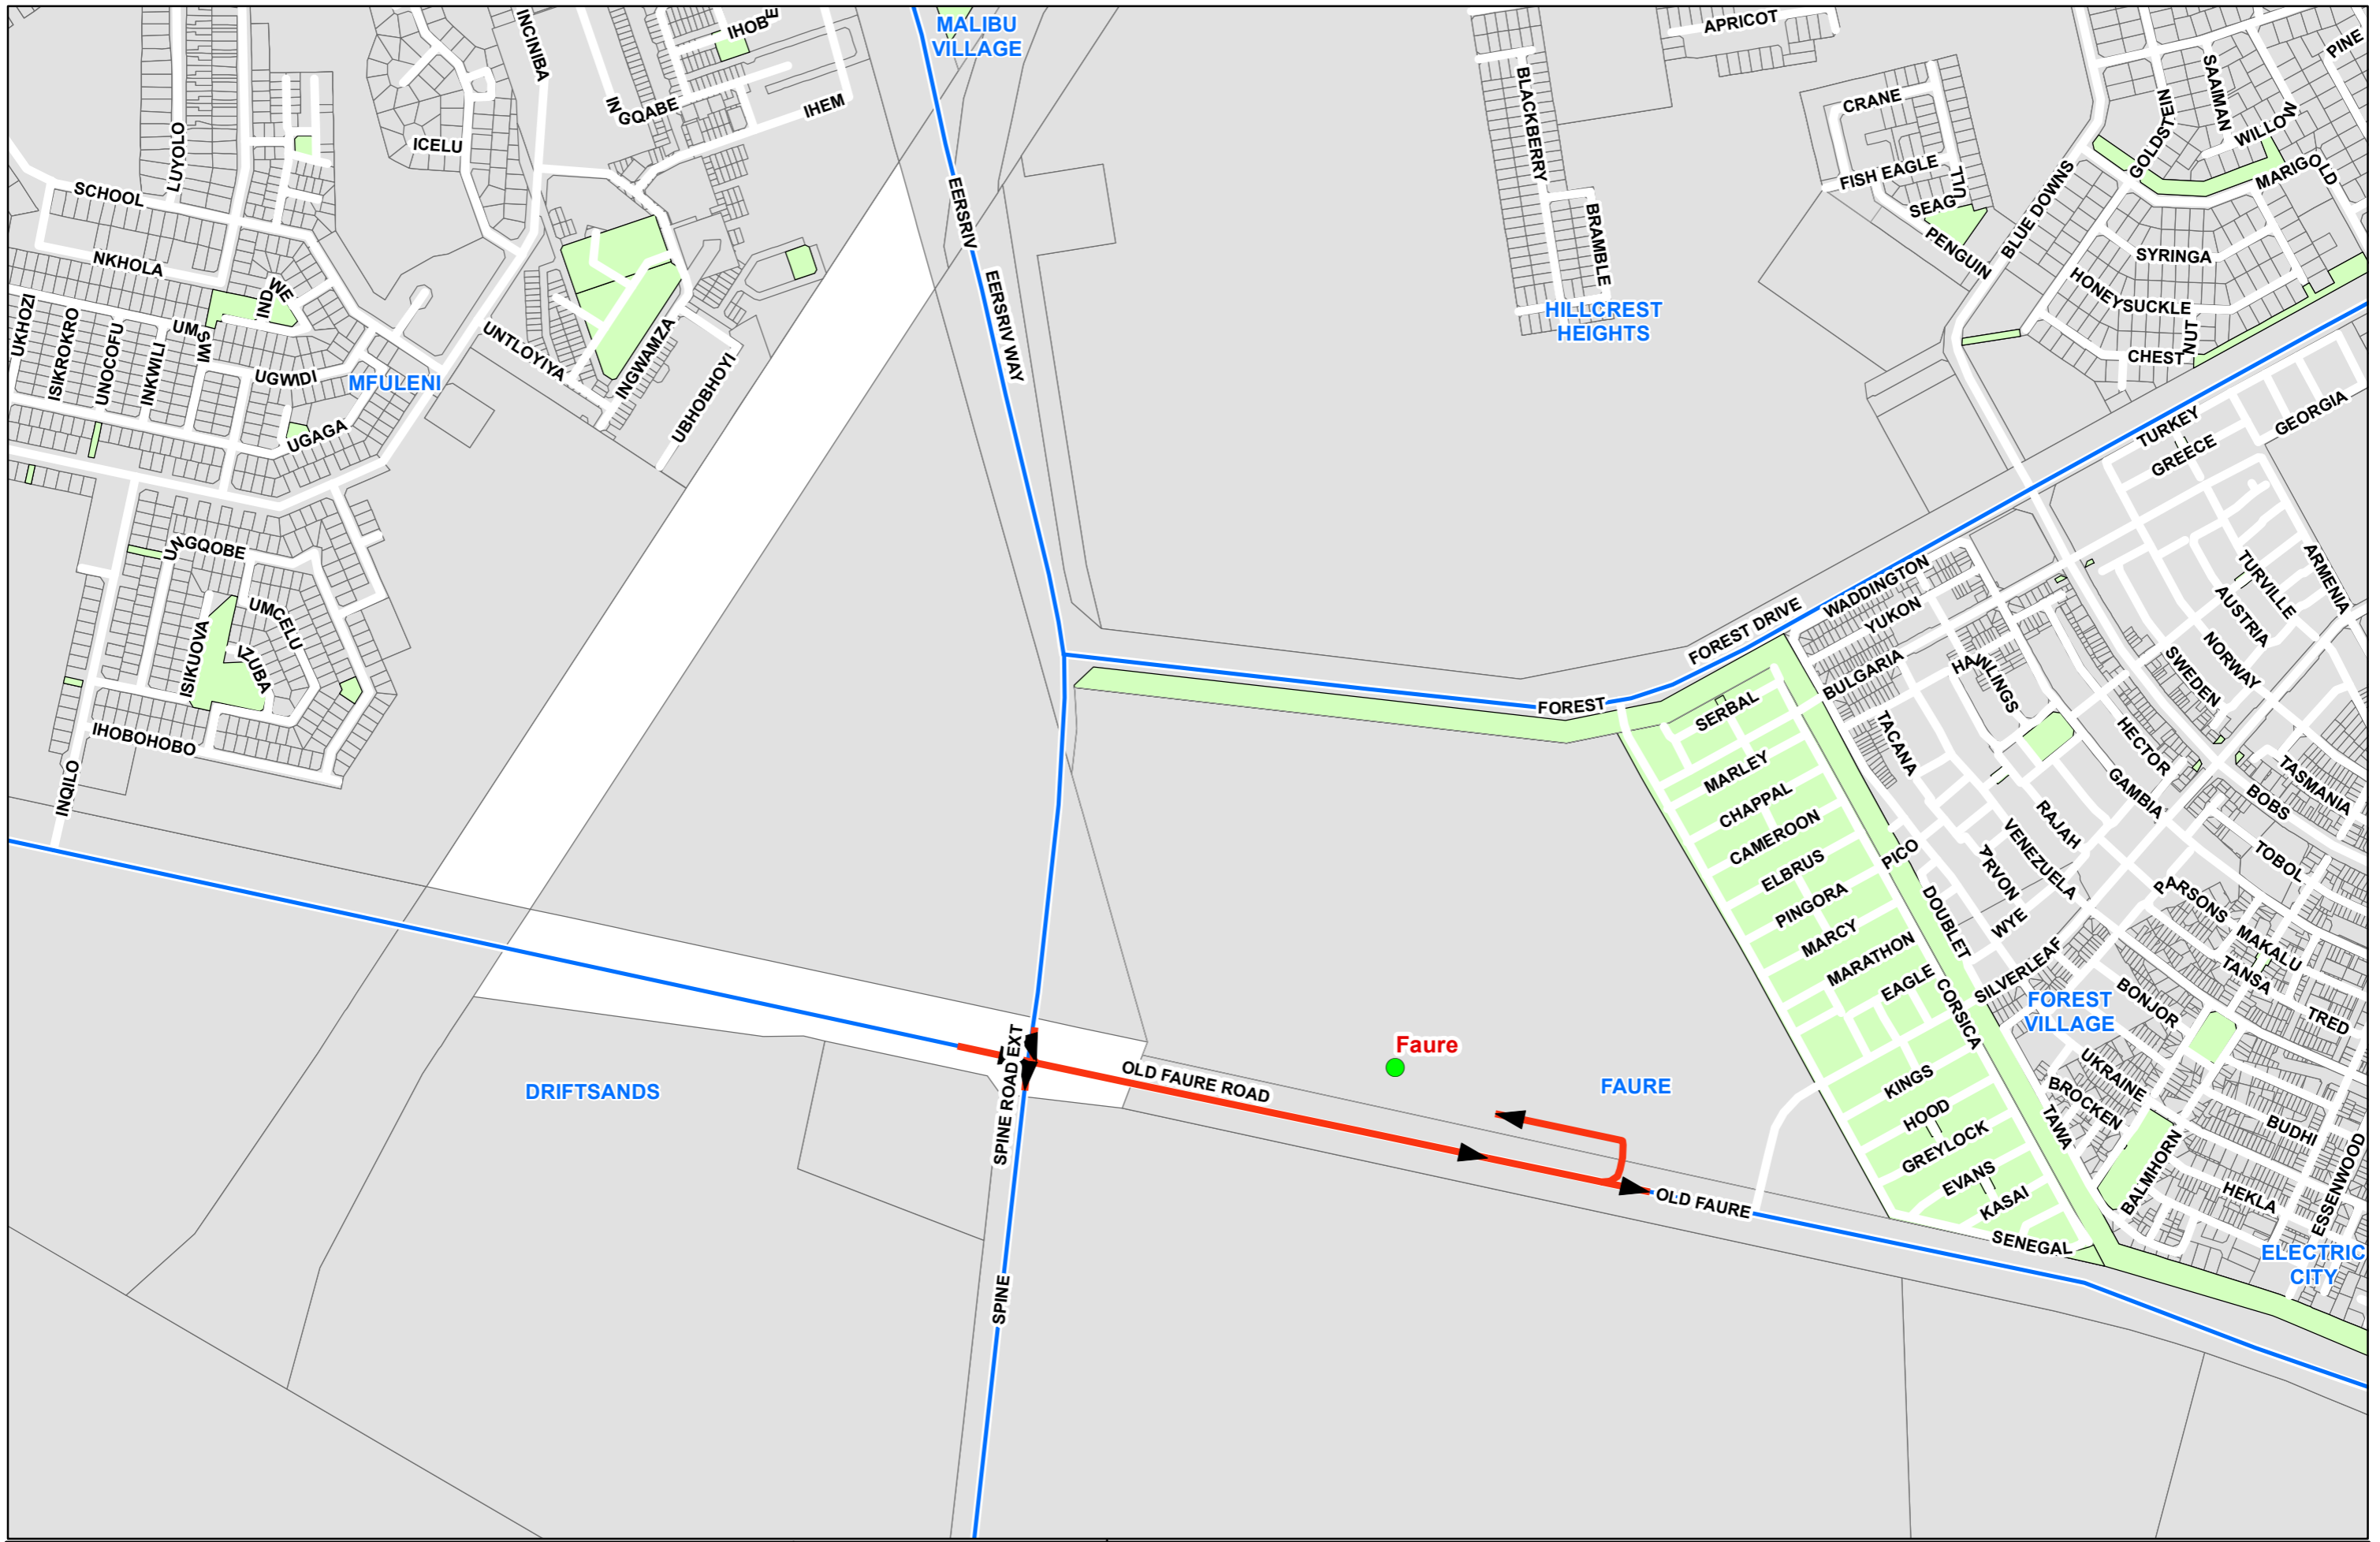 MALIBU
VILLAGE
INCINIBA
IHOBE
APRICOT
PINE
SAAIMAN
IN
GQABE
IHEM
BLACKBERRY
CRANE
GOLDSTEIN
WILLOW
LUYOLO
ICELU
FISH EAGLE
SEAGULL
MARIGOLD
SCHOOL
EERSRIV
BRAMBLE
PENGUIN
BLUE DOWNS
SYRINGA
NKHOLA
INDWE
EERSRIV WAY
HONEYSUCKLE
UKHOZI
ISIKROKRO
UNOCOFU
INKWILI
UMSWI
UNTLOYIYA
INGWAMZA
HILLCREST
HEIGHTS
CHESTNUT
UGWIDI
MFULENI
UBHOBHOYI
UGAGA
TURKEY
GREECE
GEORGIA
UNGQOBE
UMCELU
ISIKUOVA
IZUBA
IHOBOHOBO
INQILO
WADDINGTON
YUKON
FOREST DRIVE
FOREST
BULGARIA
HAWLINGS
ARMENIA
TURVILLE
AUSTRIA
NORWAY
SWEDEN
SERBAL
TACANA
HECTOR
MARLEY
CHAPPAL
CAMEROON
ELBRUS
PINGORA
MARCY
MARATHON
EAGLE
GAMBIA
TASMANIA
BOBS
RAJAH
VENEZUELA
PICO
ARVON
TOBOL
DOUBLET
WYE
PARSONS
MAKALU
SILVERLEAF
TANSA
CORSICA
FOREST
VILLAGE
BONJOR
TRED
SPINE ROAD EXT
Faure
OLD FAURE ROAD
DRIFTSANDS
FAURE
KINGS
UKRAINE
BROCKEN
HOOD
TAWA
BUDHI
GREYLOCK
BALMHORN
ESSENWOOD
EVANS
KASAI
HEKLA
OLD FAURE
SENEGAL
ELECTRIC
CITY
SPINE